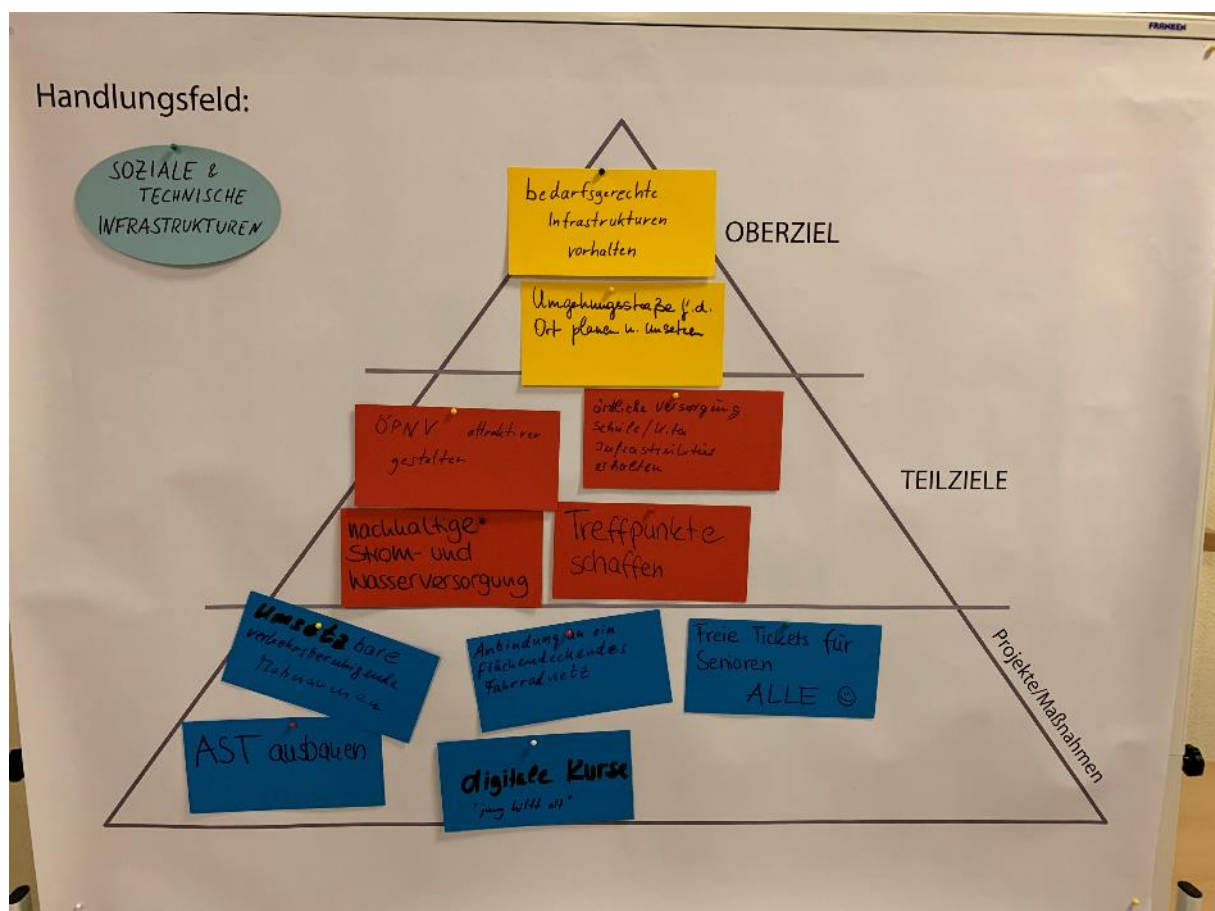 FRANKEN
Handlungsfeld:
SOZIALE &
TECHNISCHE
INFRASTRUKTUREN
bedarfsgerechte
Infrastrukturen
vorhalten
OBERZIEL
Umgehungsstraße f.d.
Ort planen u. umsetzen
ÖPNV attraktiver
gestalten
örtliche Versorgung
Schule/Kita
Infrastruktur
erhalten
TEILZIELE
nachhaltige
Strom- und
Wasserversorgung
Treffpunkte
schaffen
Umsetzbare
verkehrsberuhigende
Maßnahmen
Anbindung an ein
flächendeckendes
Fahrradnetz
Freie Tickets für
Senioren
ALLE ☺
Projekte/Maßnahmen
AST ausbauen
digitale Kurse
"jung hilft alt"